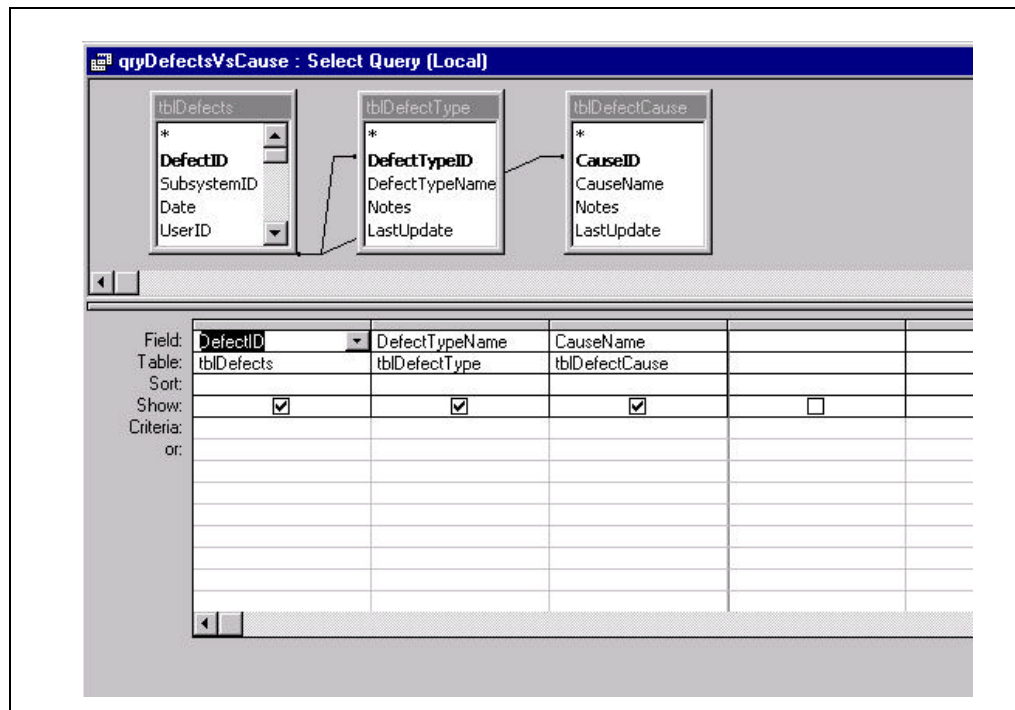 qryDefectsVsCause : Select Query (Local)
tblDefects tblDefectType tblDefectCause
* * *
DefectID DefectTypeID CauseID
SubsystemID DefectTypeName CauseName
Date Notes Notes
UserID LastUpdate LastUpdate
Field: DefectID DefectTypeName CauseName
Table: tblDefects tblDefectType tblDefectCause
Sort:
Show:
Criteria:
or: